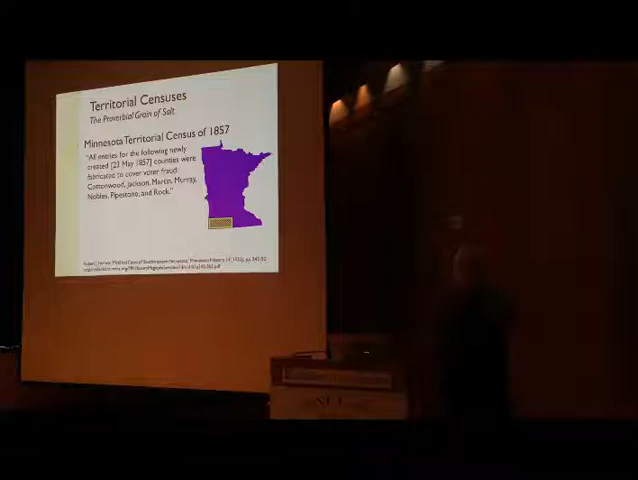 Territorial Censuses
The Proverbial Grain of Salt
Minnesota Territorial Census of 1857
"All entries for the following newly
created [23 May 1857] counties were
fabricated to cover voter fraud:
Cottonwood, Jackson, Martin, Murray,
Nobles, Pipestone, and Rock."